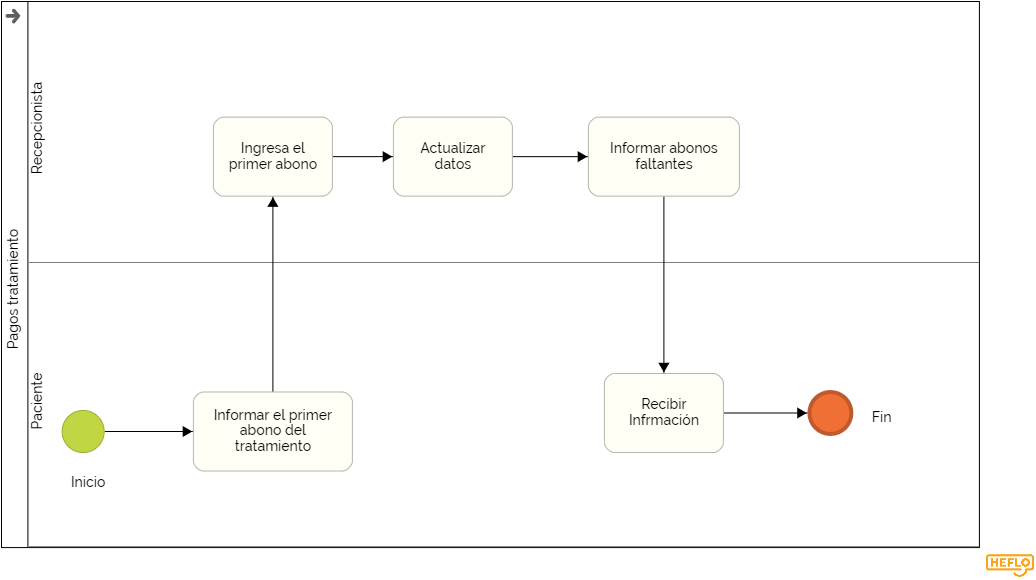 Pagos tratamiento
Recepcionista
Ingresa el
primer abono
Actualizar
datos
Informar abonos
faltantes
Paciente
Inicio
Informar el primer
abono del
tratamiento
Recibir
Infrmación
Fin
HEFLO